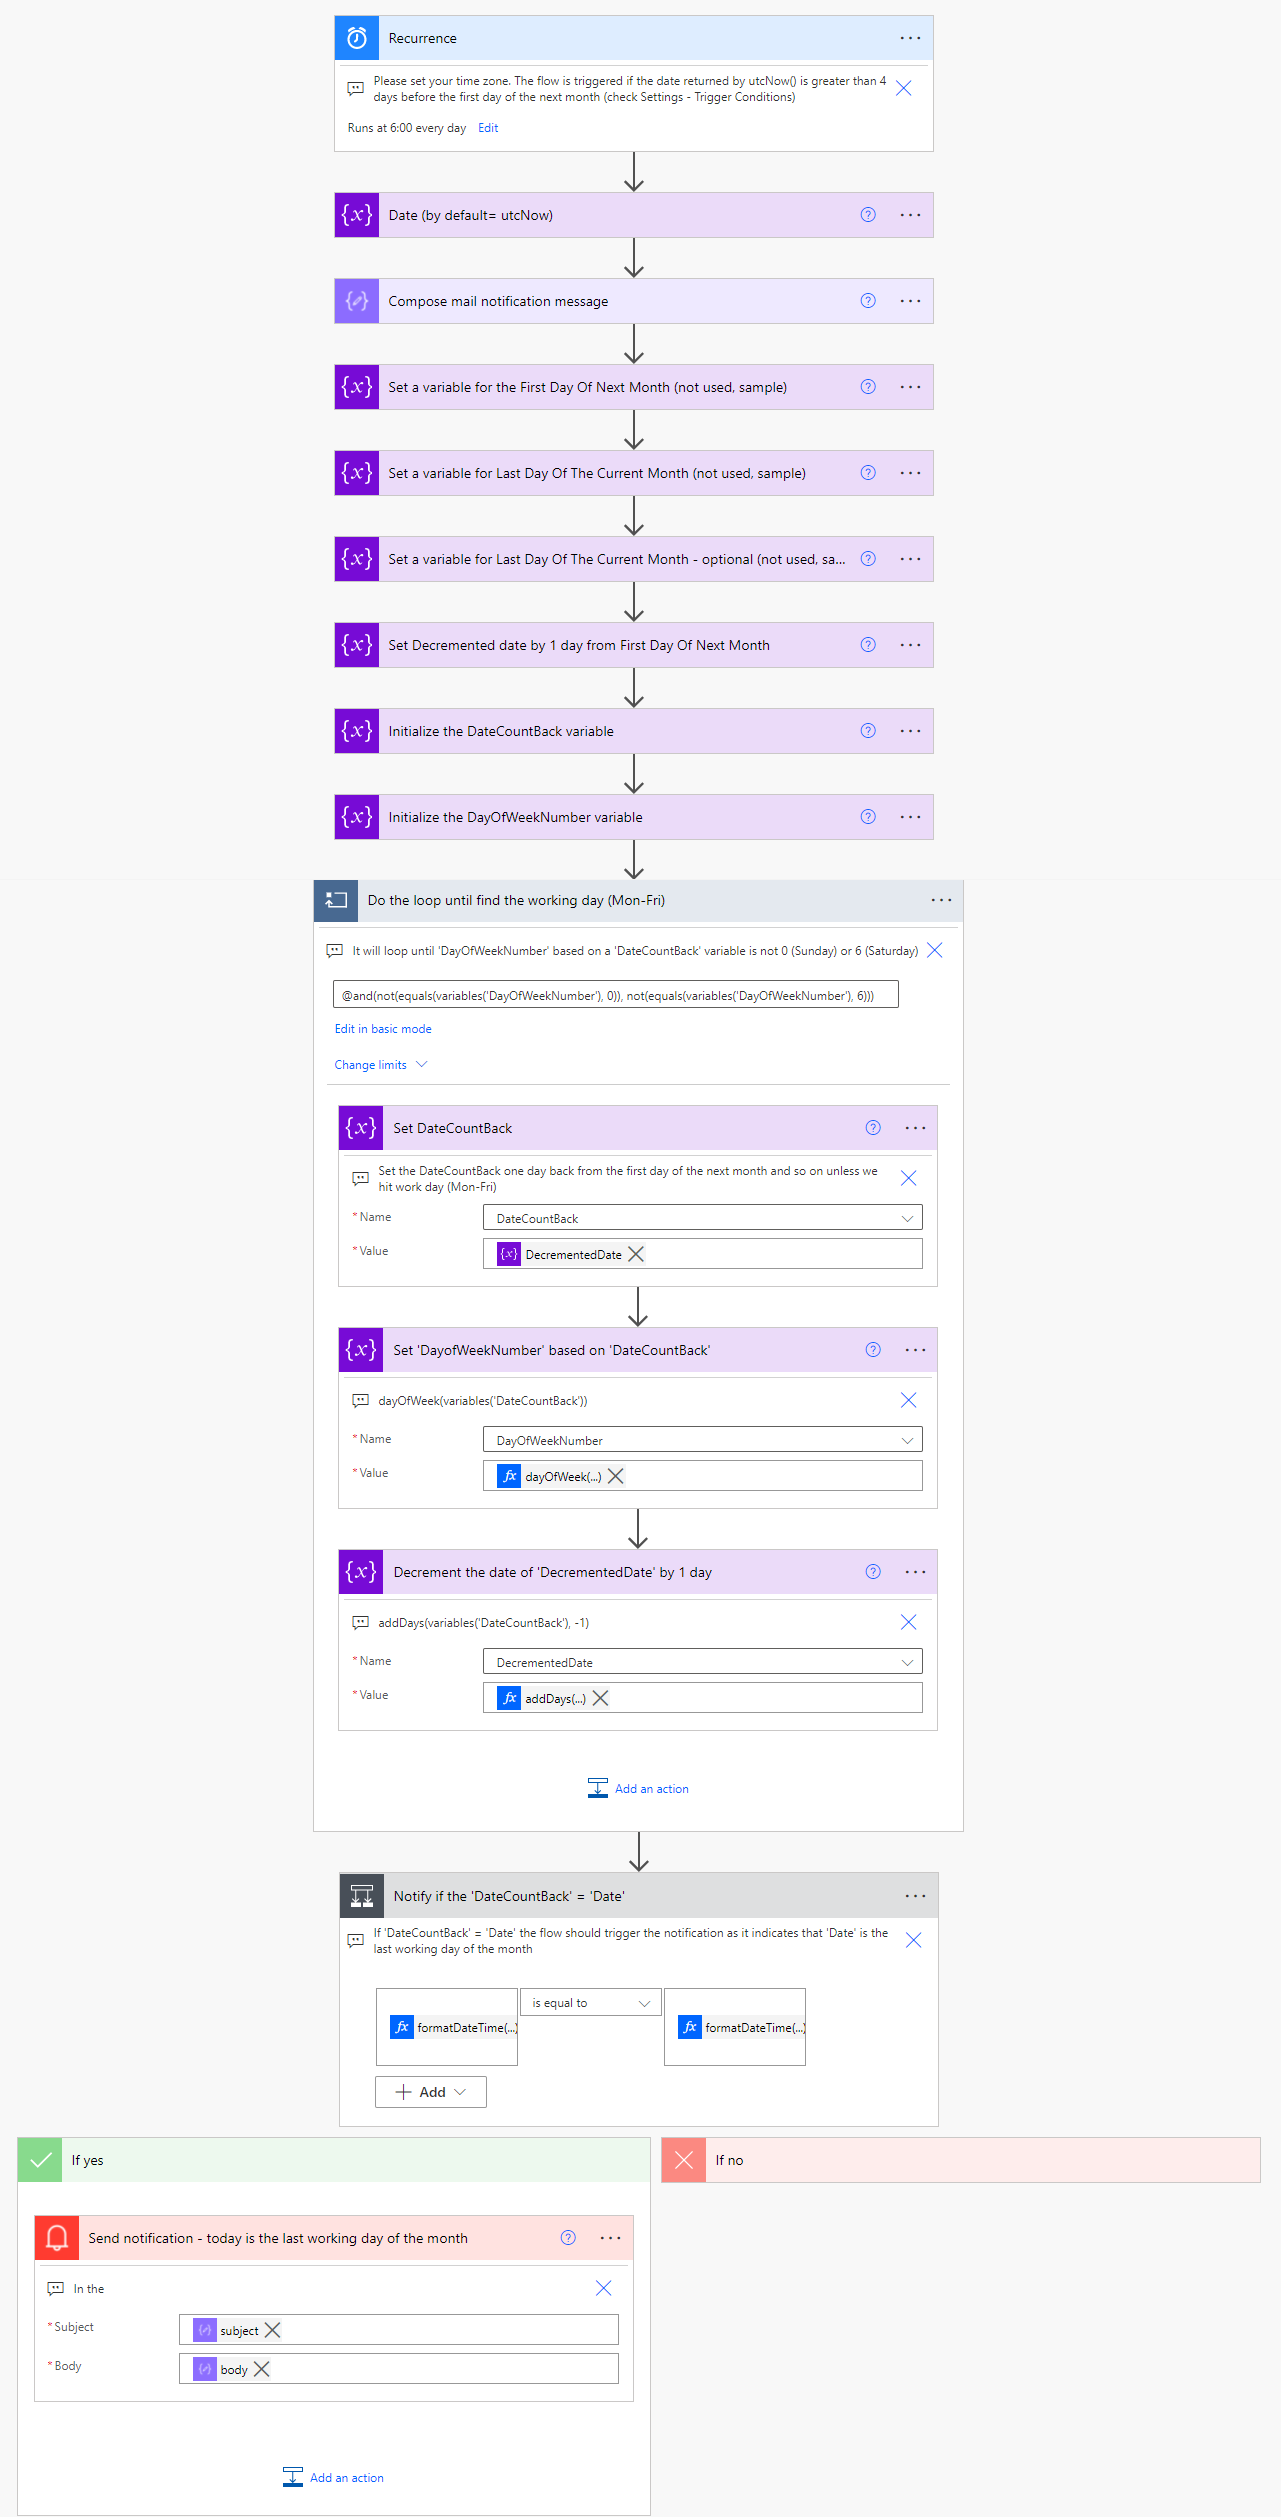 Recurrence
Please set your time zone. The flow is triggered if the date returned by utcNow() is greater than 4
days before the first day of the next month (check Settings - Trigger Conditions)
Runs at 6:00 every day Edit
{x} Date (by default= utcNow)
Compose mail notification message
{x} Set a variable for the First Day Of Next Month (not used, sample)
{x} Set a variable for Last Day Of The Current Month (not used, sample)
{x} Set a variable for Last Day Of The Current Month - optional (not used, sa...
{x} Set Decremented date by 1 day from First Day Of Next Month
{x} Initialize the DateCountBack variable
{x} Initialize the DayOfWeekNumber variable
Do the loop until find the working day (Mon-Fri)
It will loop until 'DayOfWeekNumber' based on a 'DateCountBack' variable is not 0 (Sunday) or 6 (Saturday)
@and(not(equals(variables('DayOfWeekNumber'), 0)), not(equals(variables('DayOfWeekNumber'), 6)))
Edit in basic mode
Change limits
{x} Set DateCountBack
Set the DateCountBack one day back from the first day of the next month and so on unless we
hit work day (Mon-Fri)
* Name DateCountBack
* Value {x} DecrementedDate
{x} Set 'DayofWeekNumber' based on 'DateCountBack'
dayOfWeek(variables('DateCountBack'))
* Name DayOfWeekNumber
* Value fx dayOfWeek(...)
{x} Decrement the date of 'DecrementedDate' by 1 day
addDays(variables('DateCountBack'), -1)
* Name DecrementedDate
* Value fx addDays(...)
Add an action
Notify if the 'DateCountBack' = 'Date'
If 'DateCountBack' = 'Date' the flow should trigger the notification as it indicates that 'Date' is the
last working day of the month
is equal to
fx formatDateTime(...) fx formatDateTime(...)
+ Add
If yes If no
Send notification - today is the last working day of the month
In the
* Subject subject
* Body body
Add an action